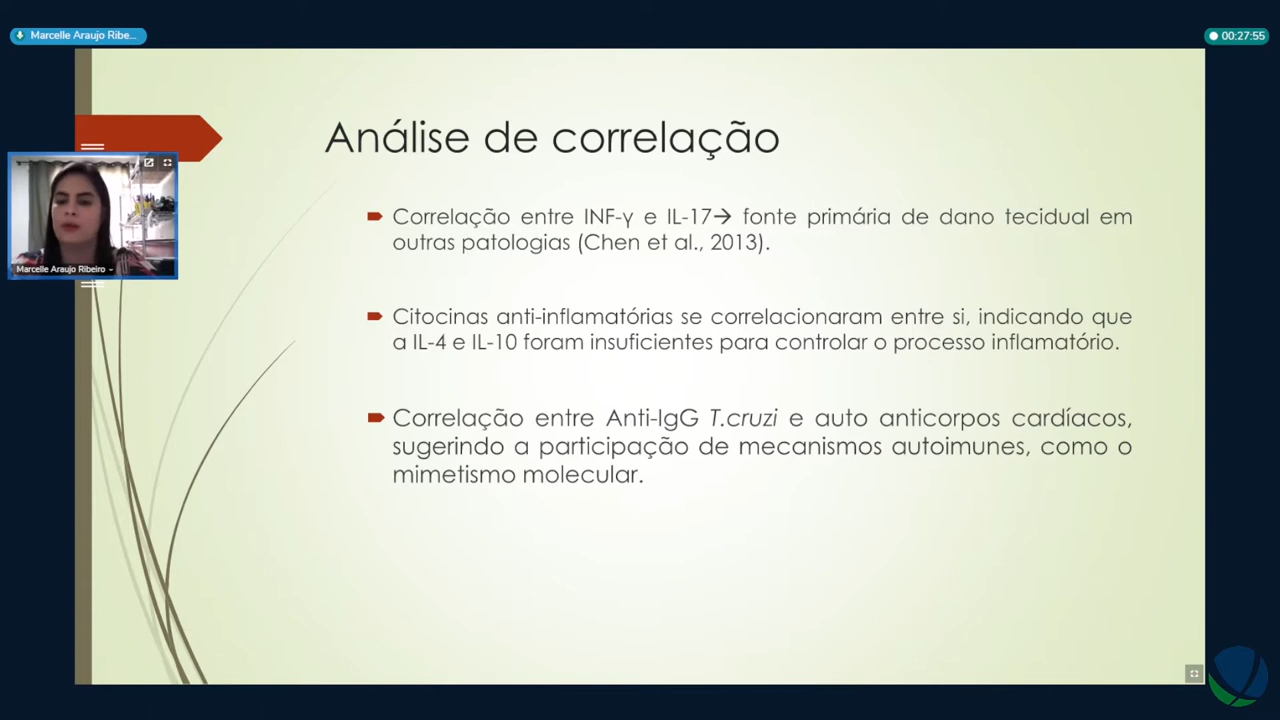 Marcelle Araujo Ribe...
00:27:55
Análise de correlação
Marcelle Araujo Ribeiro
Correlação entre INF-γ e IL-17→ fonte primária de dano tecidual em
outras patologias (Chen et al., 2013).
Citocinas anti-inflamatórias se correlacionaram entre si, indicando que
a IL-4 e IL-10 foram insuficientes para controlar o processo inflamatório.
Correlação entre Anti-IgG T.cruzi e auto anticorpos cardíacos,
sugerindo a participação de mecanismos autoimunes, como o
mimetismo molecular.